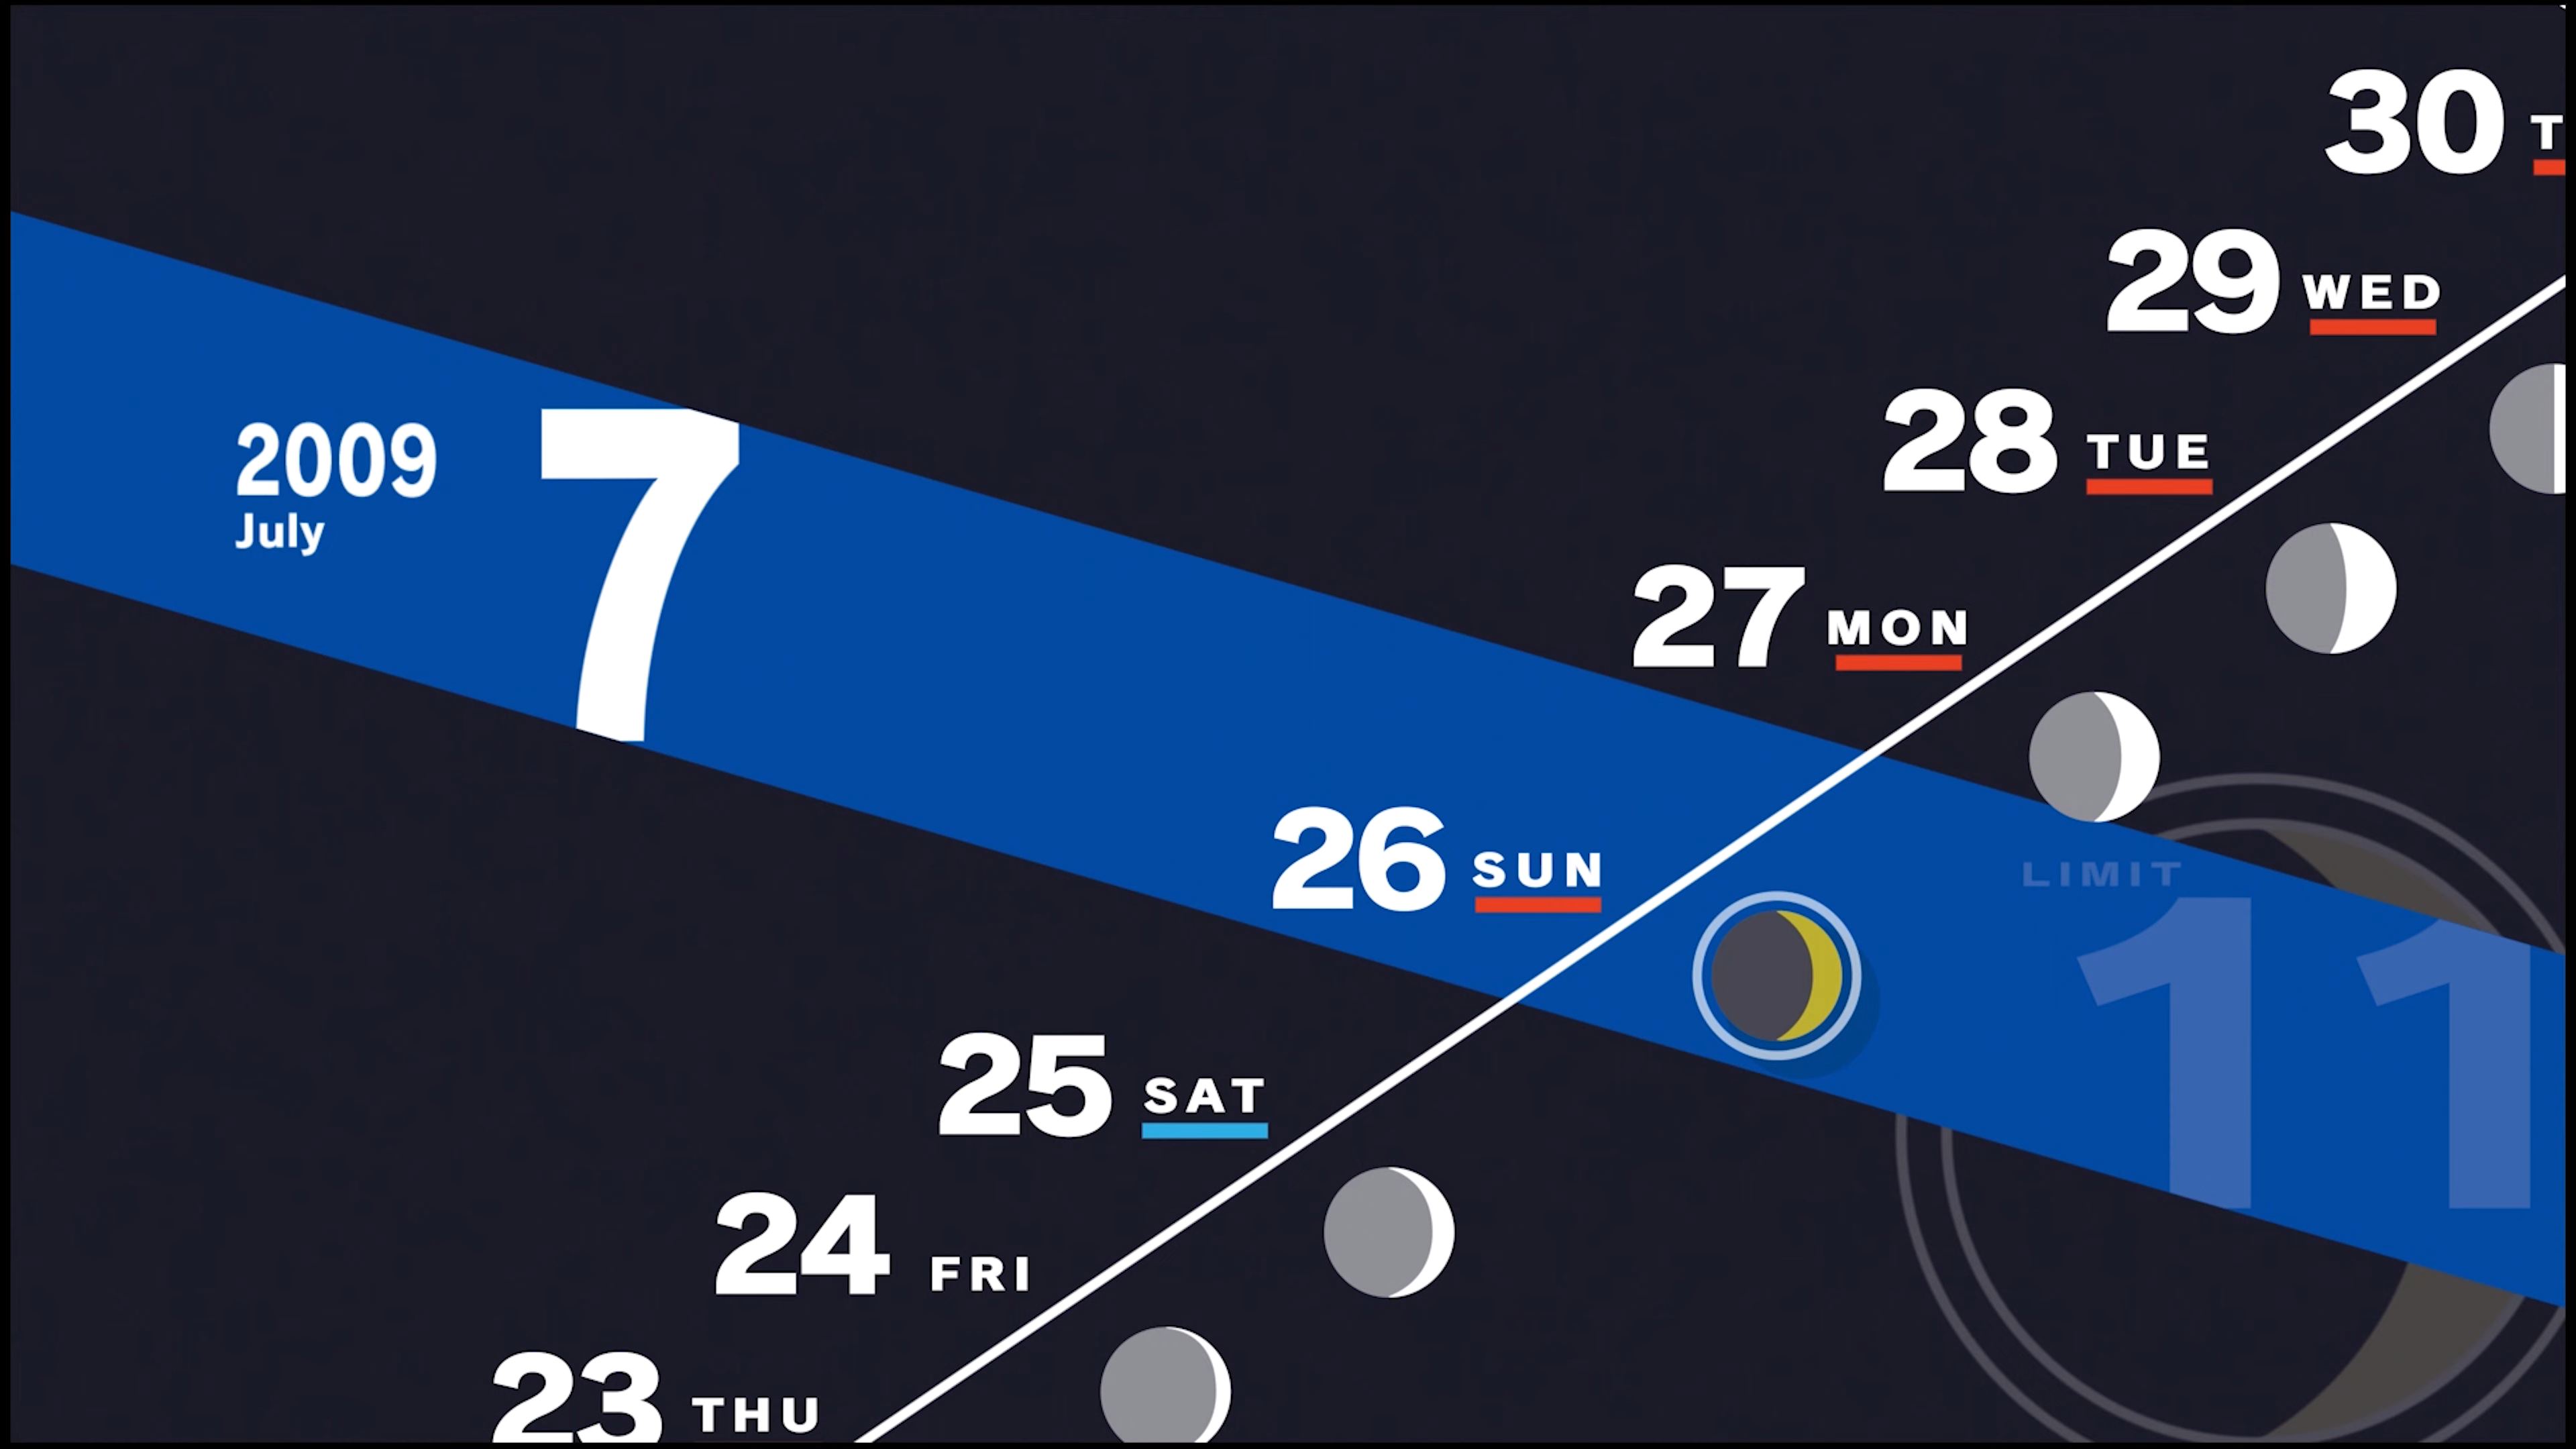 30 T
29 WED
28 TUE
2009
July
7
27 MON
26 SUN
LIMIT
11
25 SAT
24 FRI
23 THU